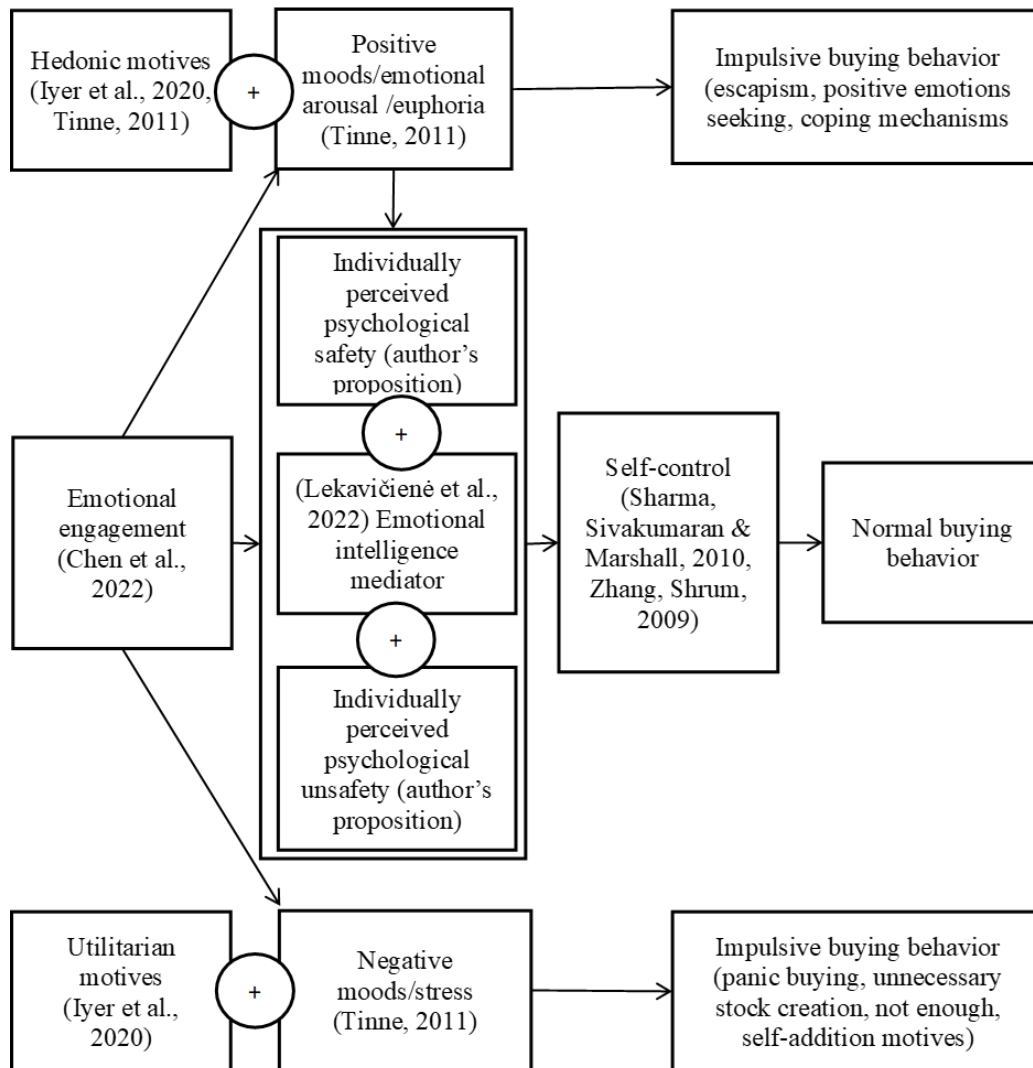 Hedonic motives
(Iyer et al., 2020,
Tinne, 2011)
+
Positive
moods/emotional
arousal /euphoria
(Tinne, 2011)
Impulsive buying behavior
(escapism, positive emotions
seeking, coping mechanisms
Individually
perceived
psychological
safety (author’s
proposition)
+
Emotional
engagement
(Chen et al.,
2022)
(Lekavičienė et al.,
2022) Emotional
intelligence
mediator
Self-control
(Sharma,
Sivakumaran &
Marshall, 2010,
Zhang, Shrum,
2009)
Normal buying
behavior
+
Individually
perceived
psychological
unsafety (author’s
proposition)
Utilitarian
motives
(Iyer et al.,
2020)
+
Negative
moods/stress
(Tinne, 2011)
Impulsive buying behavior
(panic buying, unnecessary
stock creation, not enough,
self-addition motives)